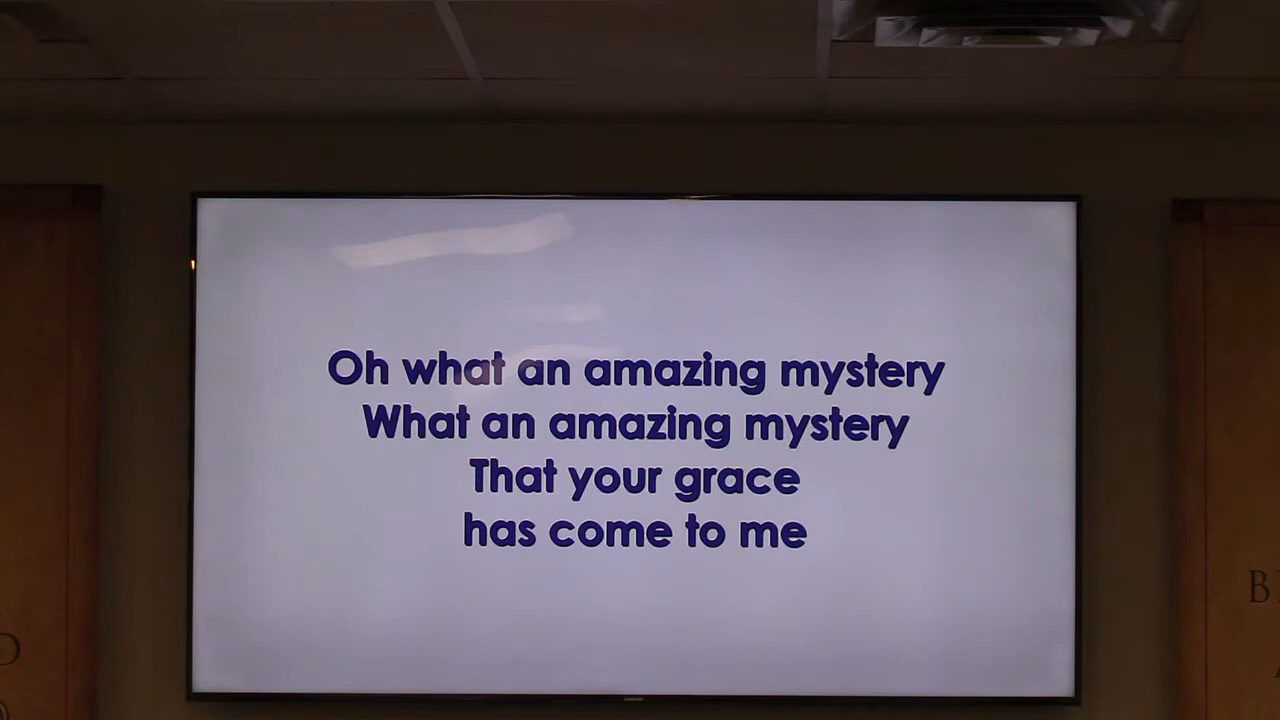 Oh what an amazing mystery
What an amazing mystery
That your grace
has come to me